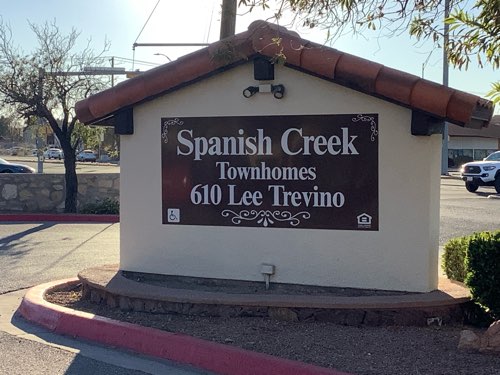 Spanish Creek
Townhomes
610 Lee Trevino